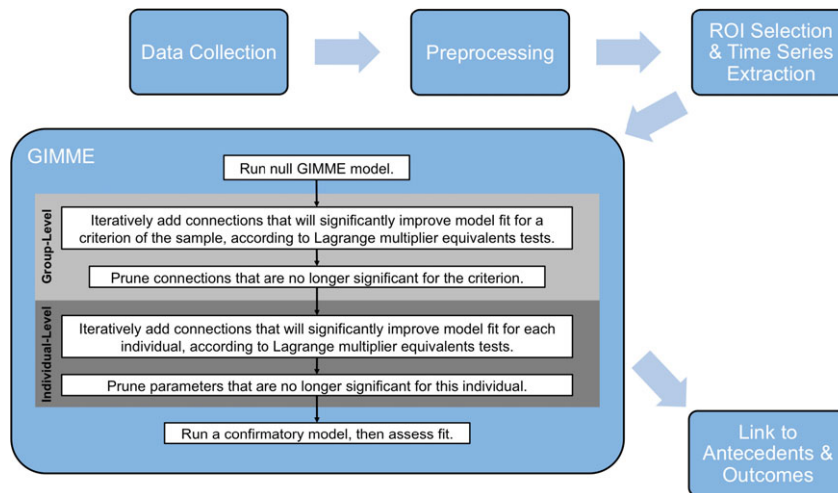 Data Collection
Preprocessing
ROI Selection
& Time Series
Extraction
GIMME
Run null GIMME model.
Group-Level
Iteratively add connections that will significantly improve model fit for a
criterion of the sample, according to Lagrange multiplier equivalents tests.
Prune connections that are no longer significant for the criterion.
Individual-Level
Iteratively add connections that will significantly improve model fit for each
individual, according to Lagrange multiplier equivalents tests.
Prune parameters that are no longer significant for this individual.
Run a confirmatory model, then assess fit.
Link to
Antecedents &
Outcomes